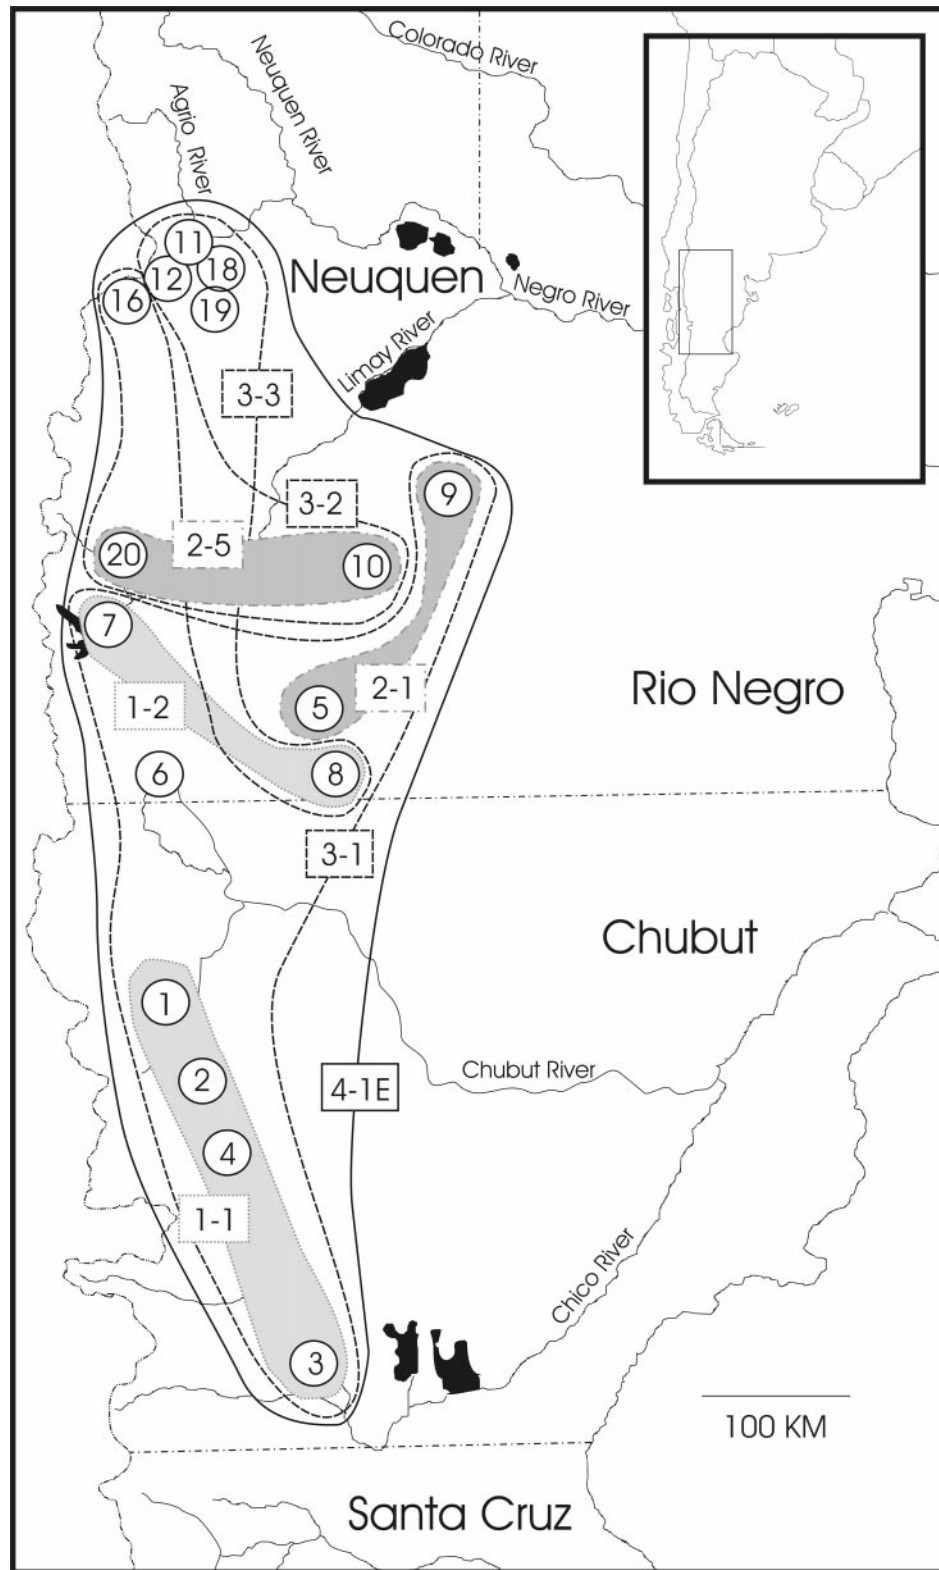 Colorado River
Neuquen River
Agrio River
11
12
18
16
19
Neuquen
Negro River
Limay River
3-3
9
3-2
2-5
20
10
7
2-1
1-2
5
Rio Negro
6
8
3-1
Chubut
1
2
Chubut River
4-1E
4
1-1
Chico River
3
100 KM
Santa Cruz